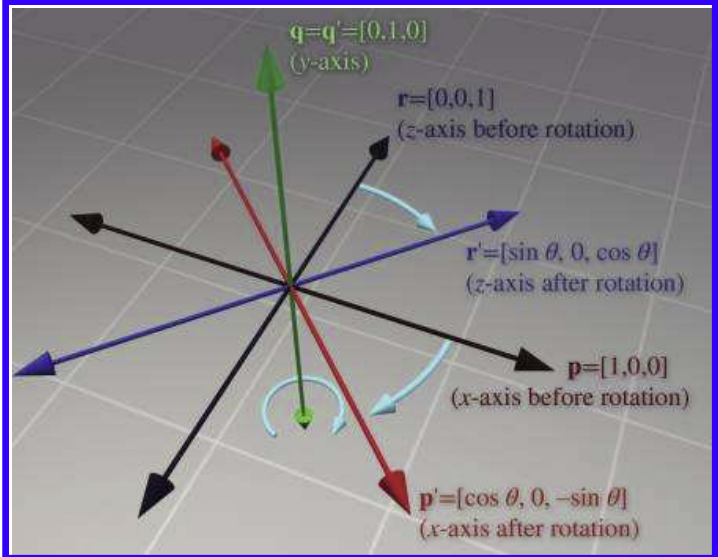 q=q'=[0,1,0]
(y-axis)
r=[0,0,1]
(z-axis before rotation)
r'=[sin θ, 0, cos θ]
(z-axis after rotation)
p=[1,0,0]
(x-axis before rotation)
p'=[cos θ, 0, −sin θ]
(x-axis after rotation)